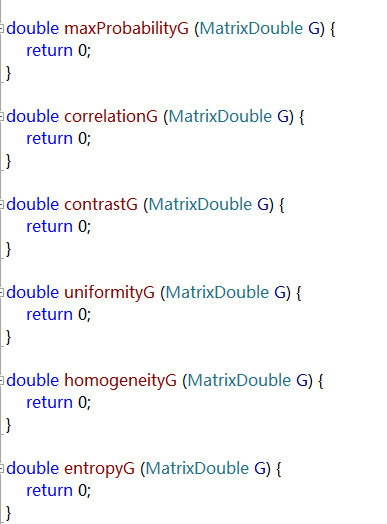 double maxProbabilityG (MatrixDouble G) {
return 0;
}
double correlationG (MatrixDouble G) {
return 0;
}
double contrastG (MatrixDouble G) {
return 0;
}
double uniformityG (MatrixDouble G) {
return 0;
}
double homogeneityG (MatrixDouble G) {
return 0;
}
double entropyG (MatrixDouble G) {
return 0;
}